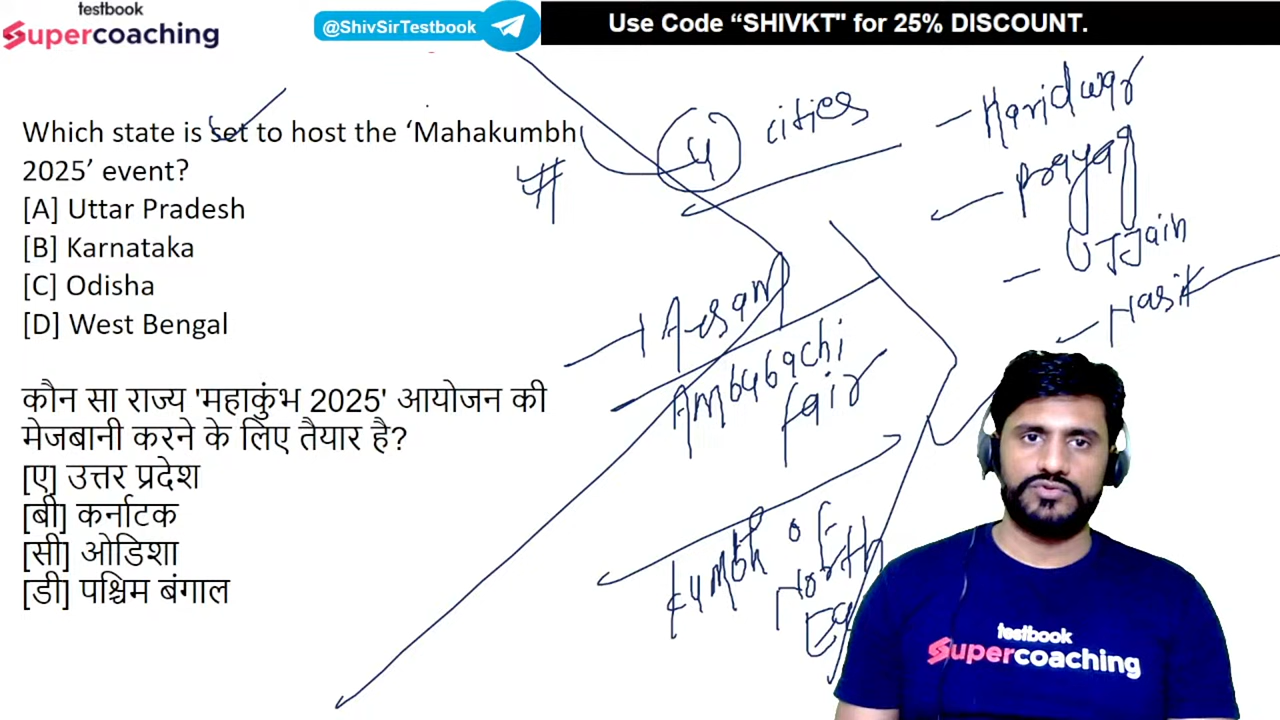 testbook
Supercoaching
@ShivSirTestbook
Use Code “SHIVKT" for 25% DISCOUNT.
Which state is set to host the ‘Mahakumbh
2025’ event?
[A] Uttar Pradesh
[B] Karnataka
[C] Odisha
[D] West Bengal
कौन सा राज्य 'महाकुंभ 2025' आयोजन की
मेजबानी करने के लिए तैयार है?
[ए] उत्तर प्रदेश
[बी] कर्नाटक
[सी] ओडिशा
[डी] पश्चिम बंगाल
#
4 cities
Haridwar
Prayag
Ujjain
Nasik
Assam
Ambubachi
fair
Kumbh of
North
testbook
Supercoaching